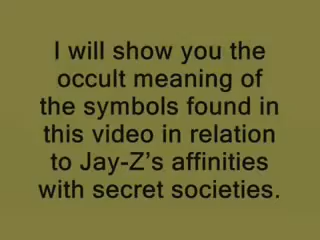 I will show you the
occult meaning of
the symbols found in
this video in relation
to Jay-Z’s affinities
with secret societies.